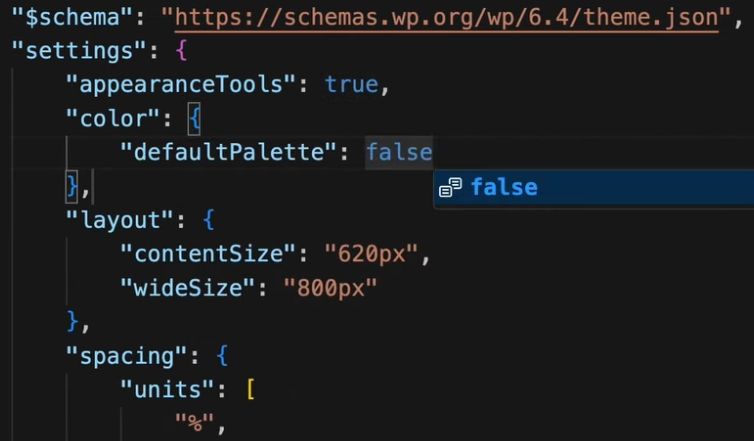 "$schema": "https://schemas.wp.org/wp/6.4/theme.json",
"settings": {
"appearanceTools": true,
"color": {
"defaultPalette": false
false
},
"layout": {
"contentSize": "620px",
"wideSize": "800px"
},
"spacing": {
"units": [
"%",